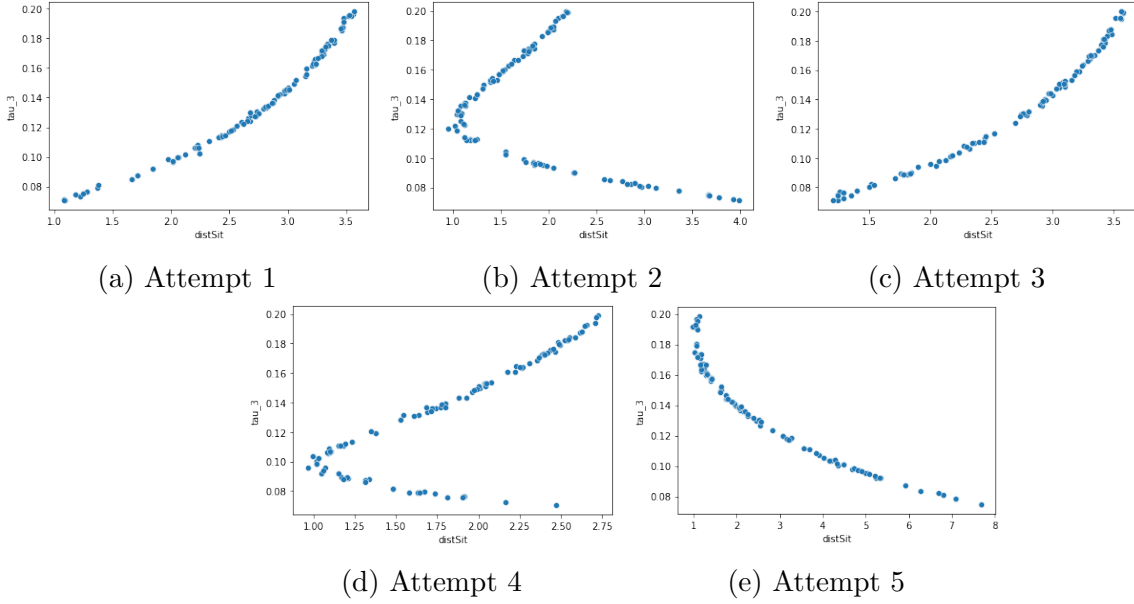 0.20
0.18
0.16
0.14
0.12
0.10
0.08
tau_3
1.0 1.5 2.0 2.5 3.0 3.5
distSit
(a) Attempt 1
0.20
0.18
0.16
0.14
0.12
0.10
0.08
tau_3
1.0 1.5 2.0 2.5 3.0 3.5 4.0
distSit
(b) Attempt 2
0.20
0.18
0.16
0.14
0.12
0.10
0.08
tau_3
1.5 2.0 2.5 3.0 3.5
distSit
(c) Attempt 3
0.20
0.18
0.16
0.14
0.12
0.10
0.08
tau_3
1.00 1.25 1.50 1.75 2.00 2.25 2.50 2.75
distSit
(d) Attempt 4
0.20
0.18
0.16
0.14
0.12
0.10
0.08
tau_3
1 2 3 4 5 6 7 8
distSit
(e) Attempt 5